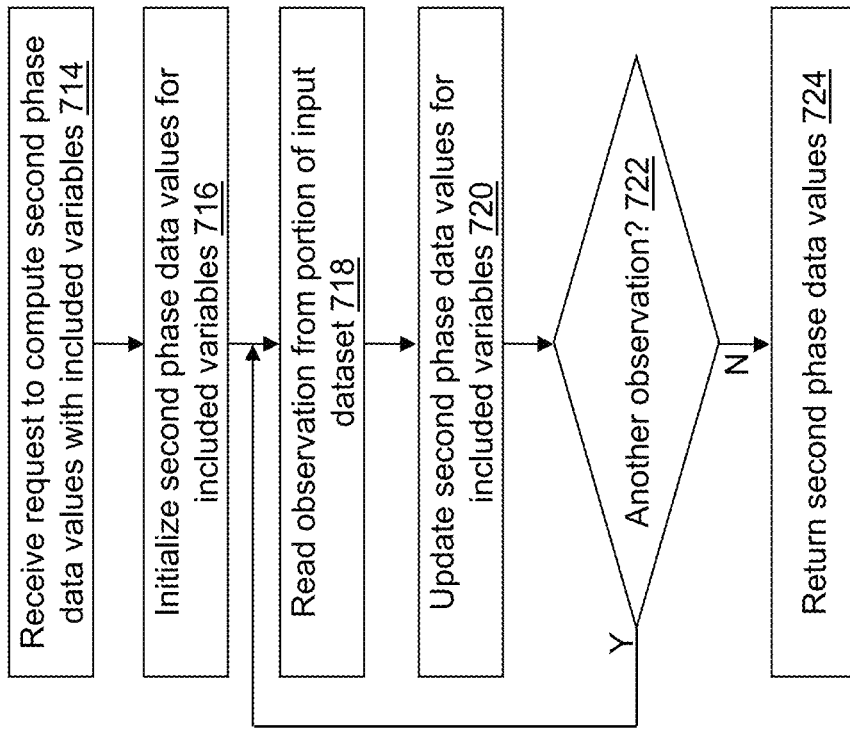 Receive request to compute second phase
data values with included variables 714
Initialize second phase data values for
included variables 716
Read observation from portion of input
dataset 718
Update second phase data values for
included variables 720
Another observation? 722
Y
N
Return second phase data values 724